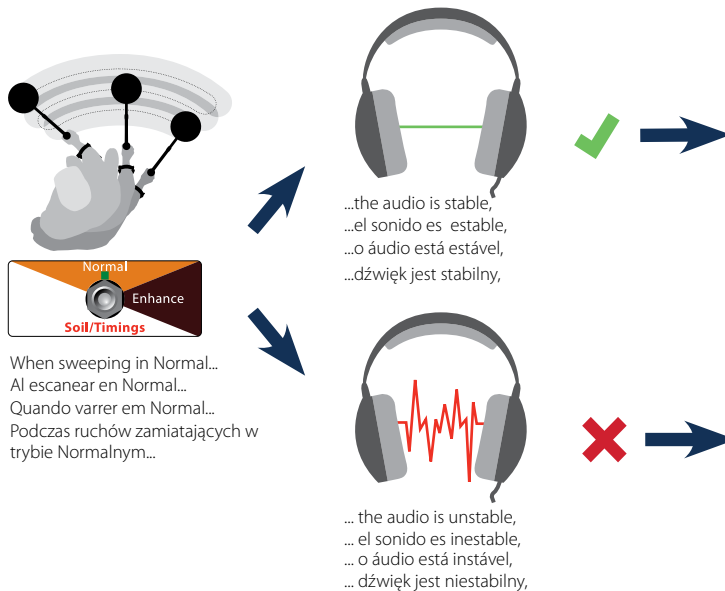 Normal
Enhance
Soil/Timings
When sweeping in Normal...
Al escanear en Normal...
Quando varrer em Normal...
Podczas ruchów zamiatających w
trybie Normalnym...
...the audio is stable,
...el sonido es estable,
...o áudio está estável,
...dźwięk jest stabilny,
... the audio is unstable,
... el sonido es inestable,
... o áudio está instável,
... dźwięk jest niestabilny,